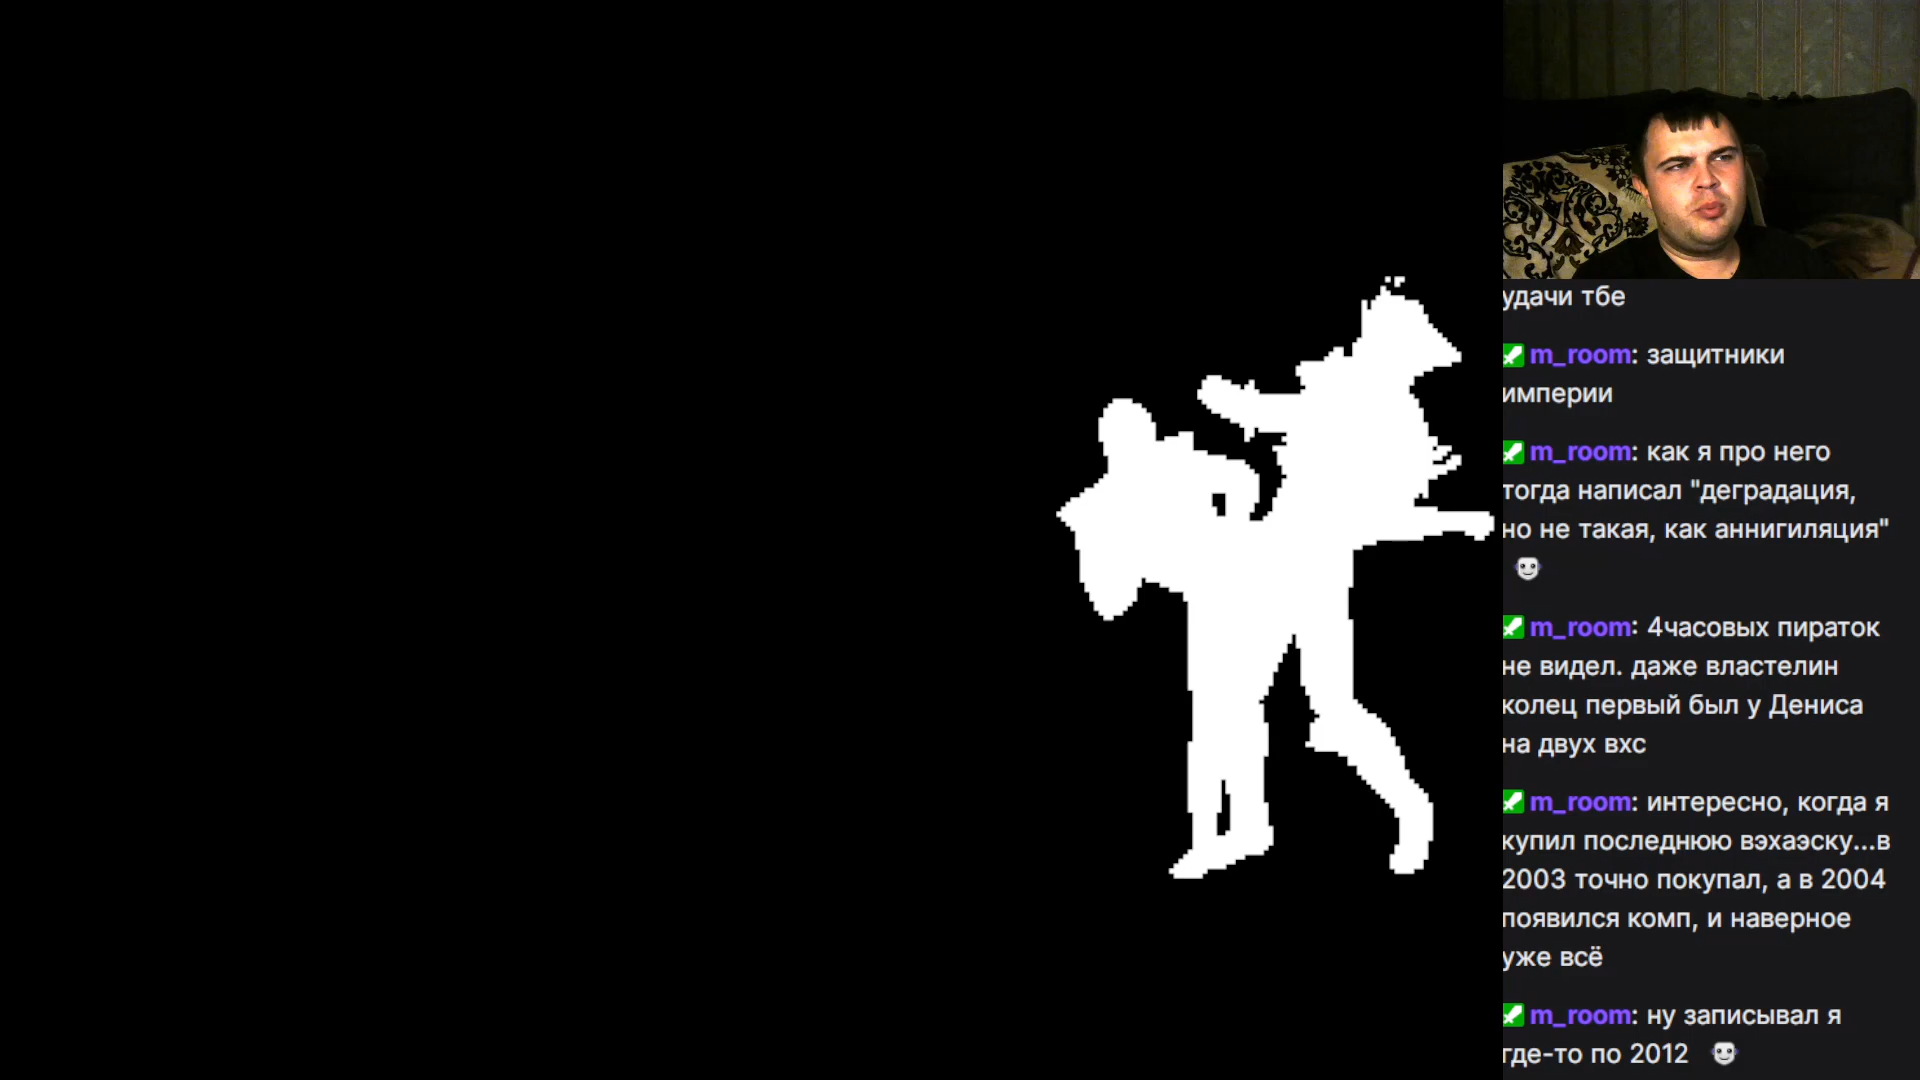 удачи тбе
m_room: защитники
империи
m_room: как я про него
тогда написал "деградация,
но не такая, как аннигиляция"
m_room: 4часовых пираток
не видел. даже властелин
колец первый был у Дениса
на двух вхс
m_room: интересно, когда я
купил последнюю вэхаэску...в
2003 точно покупал, а в 2004
появился комп, и наверное
уже всё
m_room: ну записывал я
где-то по 2012